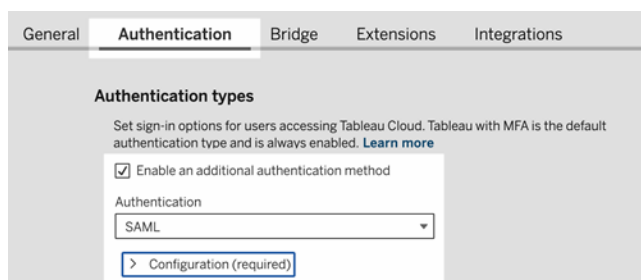 General Authentication Bridge Extensions Integrations
Authentication types
Set sign-in options for users accessing Tableau Cloud. Tableau with MFA is the default
authentication type and is always enabled. Learn more
Enable an additional authentication method
Authentication
SAML
Configuration (required)